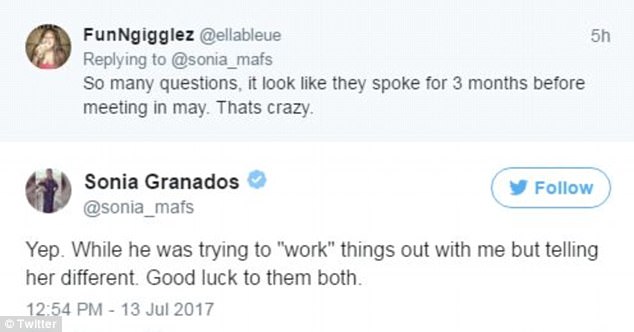 FunNgigglez @ellableue 5h
Replying to @sonia_mafs
So many questions, it look like they spoke for 3 months before
meeting in may. Thats crazy.
Sonia Granados
Follow
@sonia_mafs
Yep. While he was trying to "work" things out with me but telling
her different. Good luck to them both.
12:54 PM - 13 Jul 2017
© Twitter